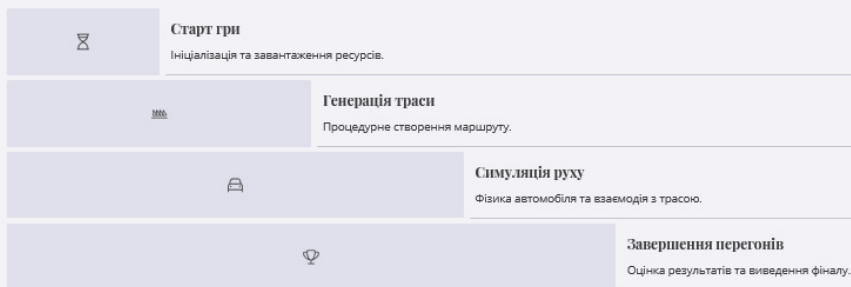 Старт гри
Ініціалізація та завантаження ресурсів.
Генерація траси
Процедурне створення маршруту.
Симуляція руху
Фізика автомобіля та взаємодія з трасою.
Завершення перегонів
Оцінка результатів та виведення фіналу.